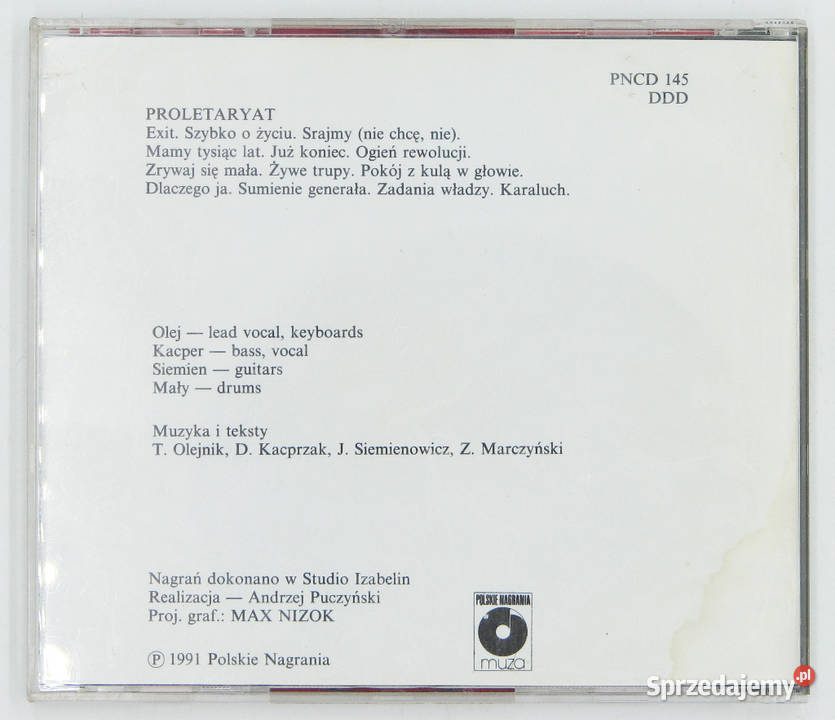 PNCD 145
DDD
PROLETARYAT
Exit. Szybko o życiu. Srajmy (nie chcę, nie).
Mamy tysiąc lat. Już koniec. Ogień rewolucji.
Zrywaj się mała. Żywe trupy. Pokój z kulą w głowie.
Dlaczego ja. Sumienie generała. Zadania władzy. Karaluch.
Olej — lead vocal, keyboards
Kacper — bass, vocal
Siemien — guitars
Mały — drums
Muzyka i teksty
T. Olejnik, D. Kacprzak, J. Siemienowicz, Z. Marczyński
Nagrań dokonano w Studio Izabelin
Realizacja — Andrzej Puczyński
Proj. graf.: MAX NIZOK
Ⓟ 1991 Polskie Nagrania
POLSKIE NAGRANIA
muza
Sprzedajemy.pl